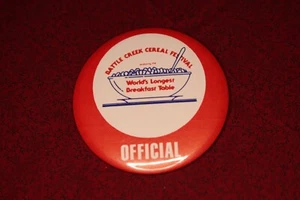 BATTLE CREEK CEREAL FESTIVAL
World's Longest
Breakfast Table
OFFICIAL